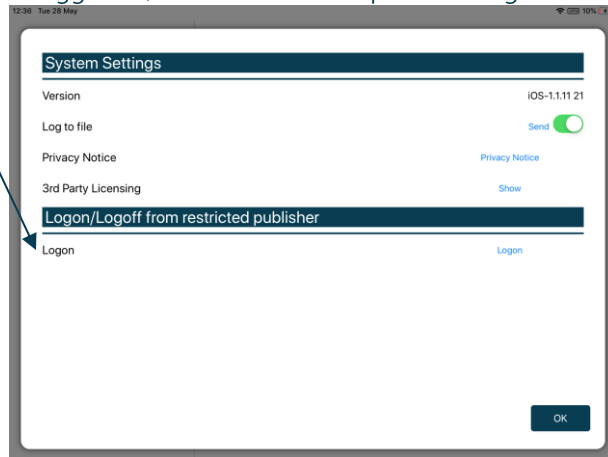 12:36 Tue 28 May
10%
System Settings
Version iOS-1.1.11 21
Log to file Send
Privacy Notice Privacy Notice
3rd Party Licensing Show
Logon/Logoff from restricted publisher
Logon Logon
OK